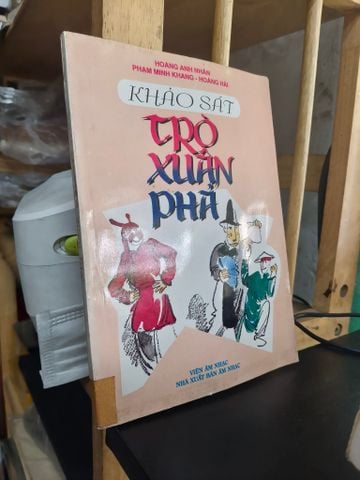 HOÀNG ANH NHÂN
PHẠM MINH KHANG - HOÀNG HẢI
KHẢO SÁT
TRÒ
XUÂN
PHẢ
VIỆN ÂM NHẠC
NHÀ XUẤT BẢN ÂM NHẠC